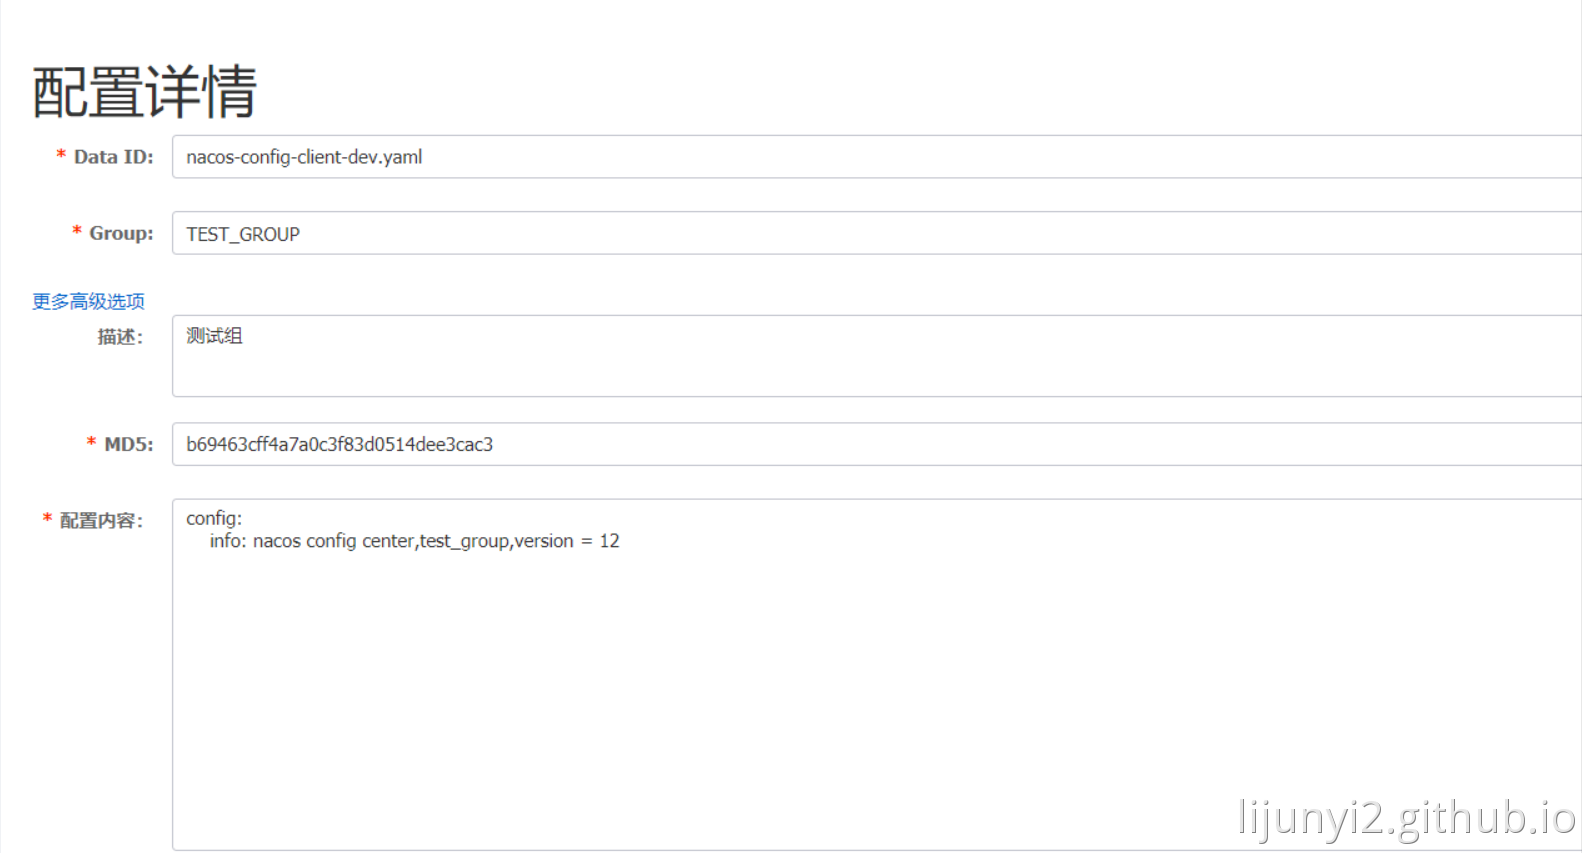 配置详情
* Data ID: nacos-config-client-dev.yaml
* Group: TEST_GROUP
更多高级选项
描述: 测试组
* MD5: b69463cff4a7a0c3f83d0514dee3cac3
* 配置内容: config:
info: nacos config center,test_group,version = 12
lijunyi2.github.io